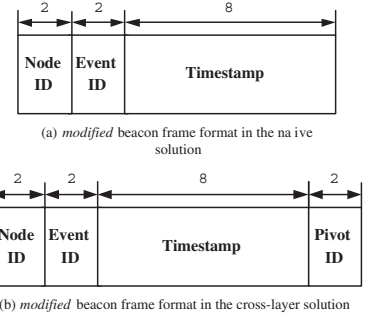 2 2 8
Node ID Event ID Timestamp
(a) modified beacon frame format in the na ive
solution
2 2 8 2
Node ID Event ID Timestamp Pivot ID
(b) modified beacon frame format in the cross-layer solution